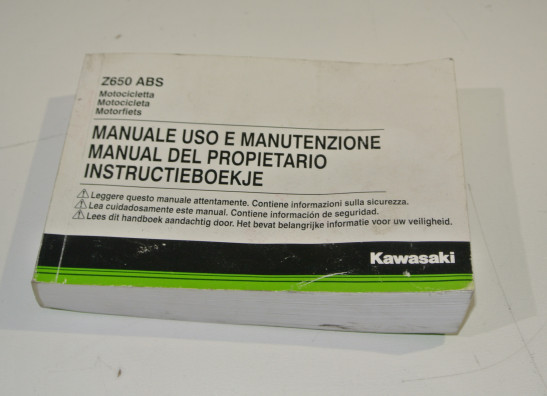 Z650 ABS
Motocicletta
Motocicleta
Motorfiets
MANUALE USO E MANUTENZIONE
MANUAL DEL PROPIETARIO
INSTRUCTIEBOEKJE
Leggere questo manuale attentamente. Contiene informazioni sulla sicurezza.
Lea cuidadosamente este manual. Contiene información de seguridad.
Lees dit handboek aandachtig door. Het bevat belangrijke informatie voor uw veiligheid.
Kawasaki